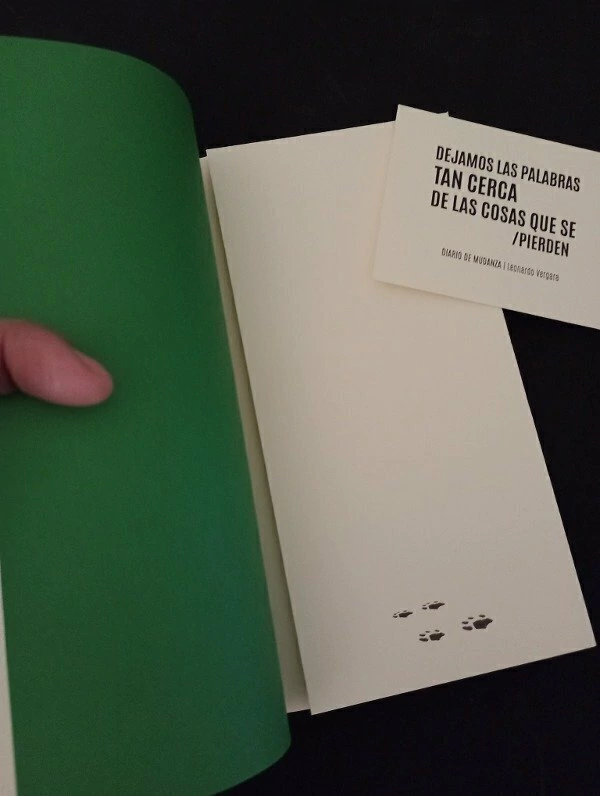 DEJAMOS LAS PALABRAS
TAN CERCA
DE LAS COSAS QUE SE
/PIERDEN
DIARIO DE MUDANZA | Leonardo Vergara